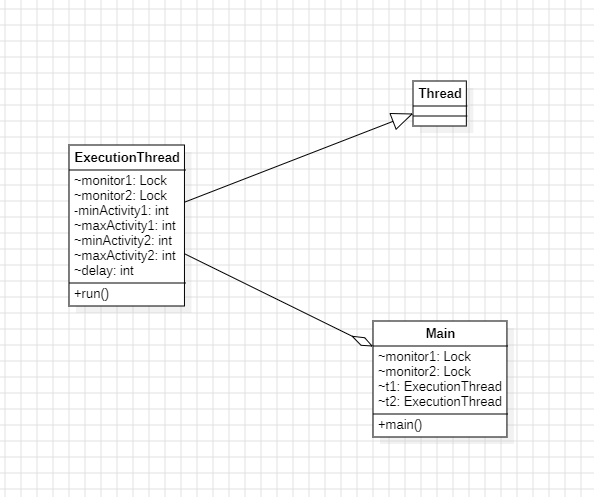 Thread
ExecutionThread
~monitor1: Lock
~monitor2: Lock
-minActivity1: int
~maxActivity1: int
~minActivity2: int
~maxActivity2: int
~delay: int
+run()
Main
~monitor1: Lock
~monitor2: Lock
~t1: ExecutionThread
~t2: ExecutionThread
+main()